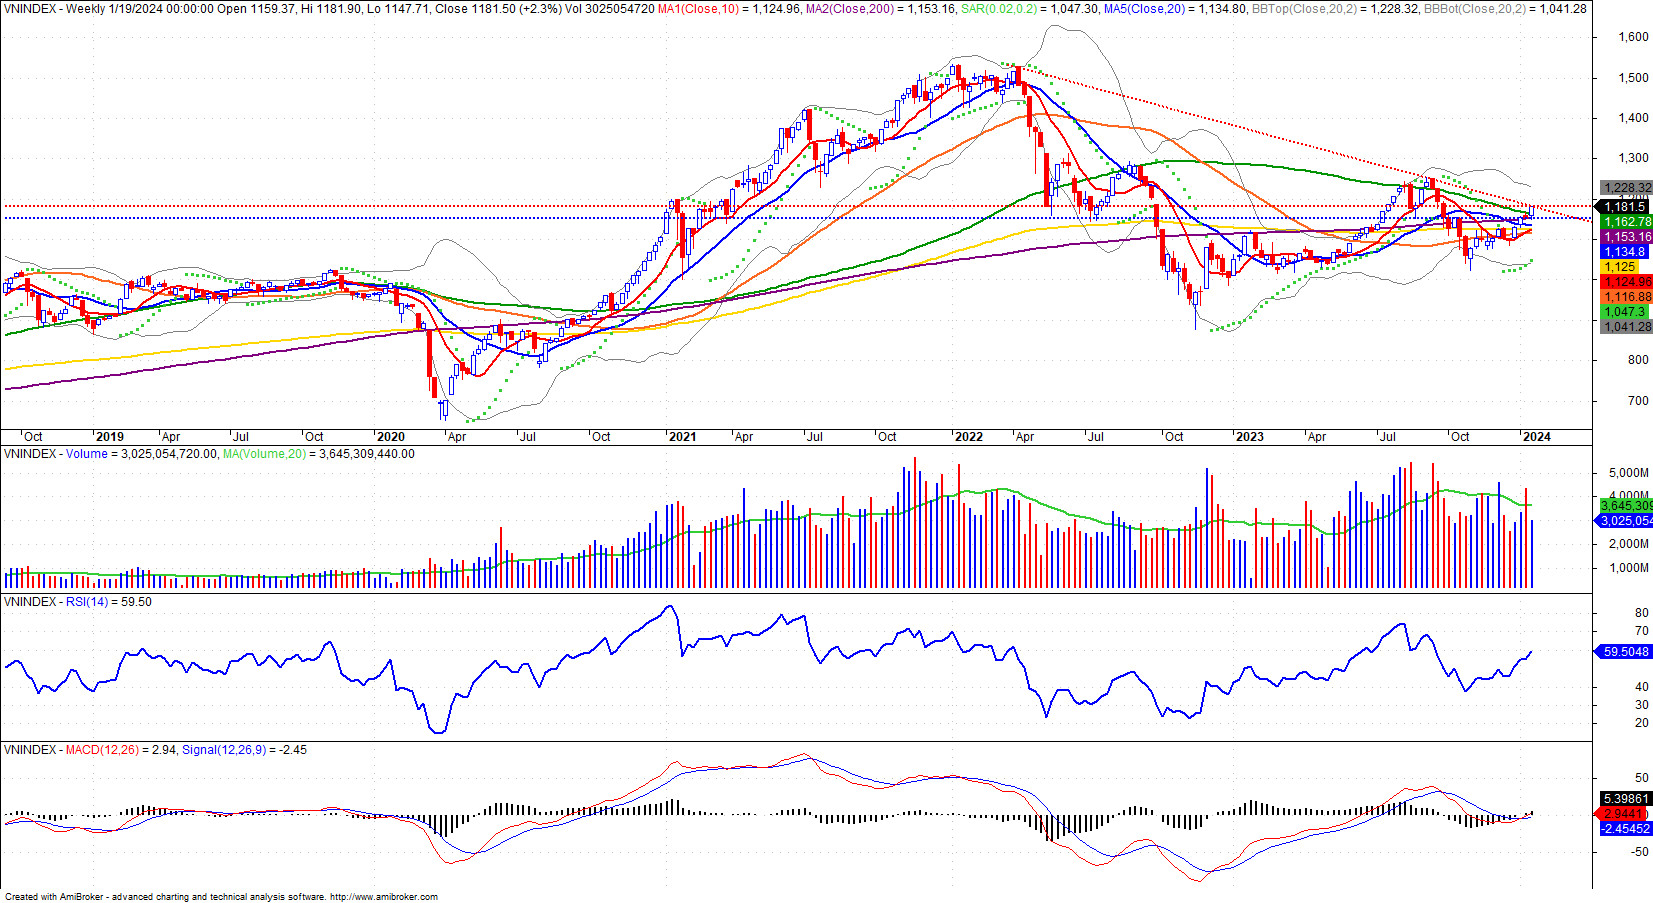 VNINDEX - Weekly 1/19/2024 00:00:00 Open 1159.37, Hi 1181.90, Lo 1147.71, Close 1181.50 (+2.3%) Vol 3025054720 MA1(Close,10) = 1,124.96, MA2(Close,200) = 1,153.16, SAR(0.02,0.2) = 1,047.30, MA5(Close,20) = 1,134.80, BBTop(Close,20,2) = 1,228.32, BBBot(Close,20,2) = 1,041.28
1,600
1,500
1,400
1,300
1,228.32
1,181.5
1,162.78
1,153.16
1,134.8
1,125
1,124.96
1,116.88
1,047.3
1,041.28
800
700
Oct 2019 Apr Jul Oct 2020 Apr Jul Oct 2021 Apr Jul Oct 2022 Apr Jul Oct 2023 Apr Jul Oct 2024
VNINDEX - Volume = 3,025,054,720.00, MA(Volume,20) = 3,645,309,440.00
5,000M
4,000M
3,645,309
3,025,054
2,000M
1,000M
VNINDEX - RSI(14) = 59.50
80
70
59.5048
40
30
20
VNINDEX - MACD(12,26) = 2.94, Signal(12,26,9) = -2.45
50
5.39861
2.9441
-2.45452
-50
Created with AmiBroker - advanced charting and technical analysis software. http://www.amibroker.com